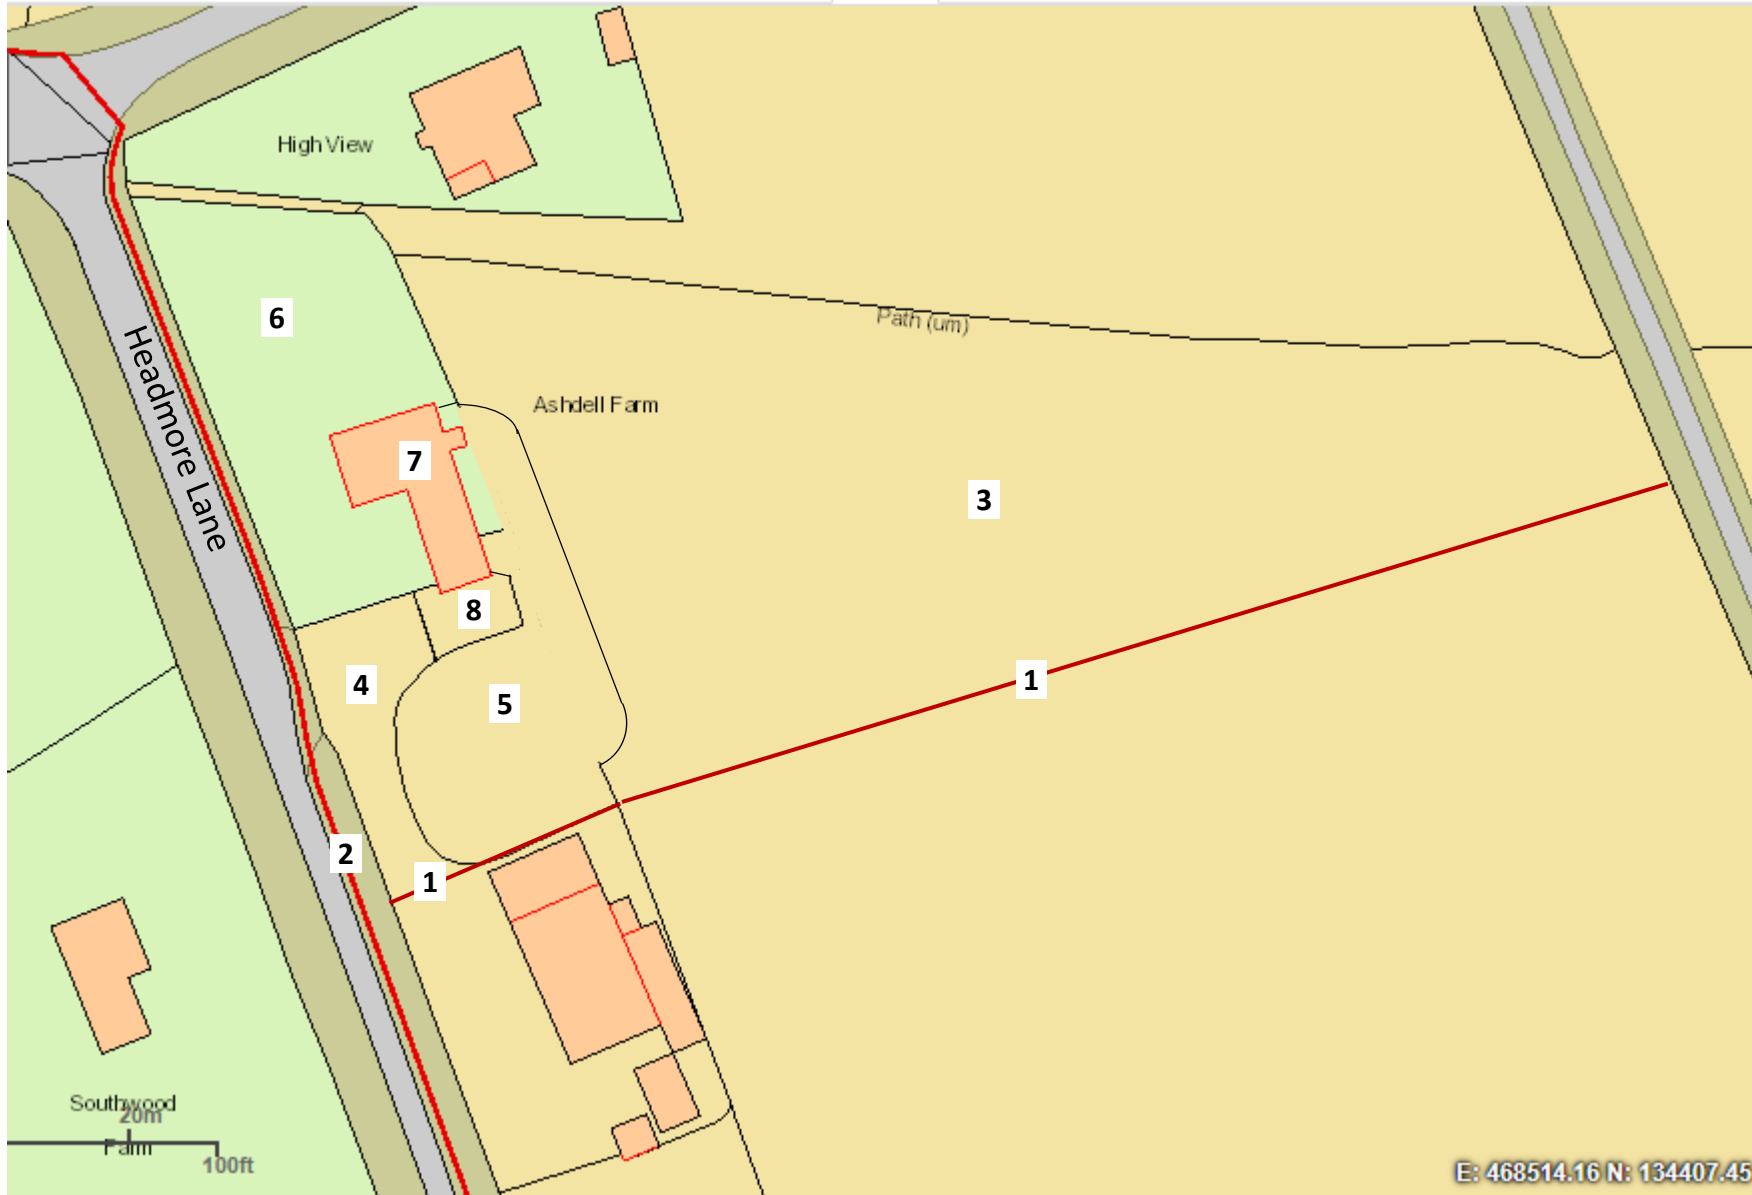 High View
6
Path (um)
Headmore Lane
Ashdell Farm
7
3
8
1
4
5
2
1
Southwood
Farm
20m
100ft
E: 468514.16 N: 134407.45